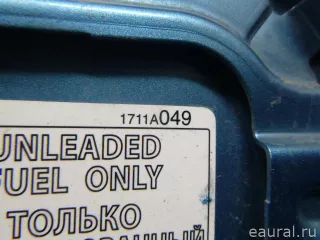 1711A049
UNLEADED
FUEL ONLY
ТОЛЬКО
eaural.ru